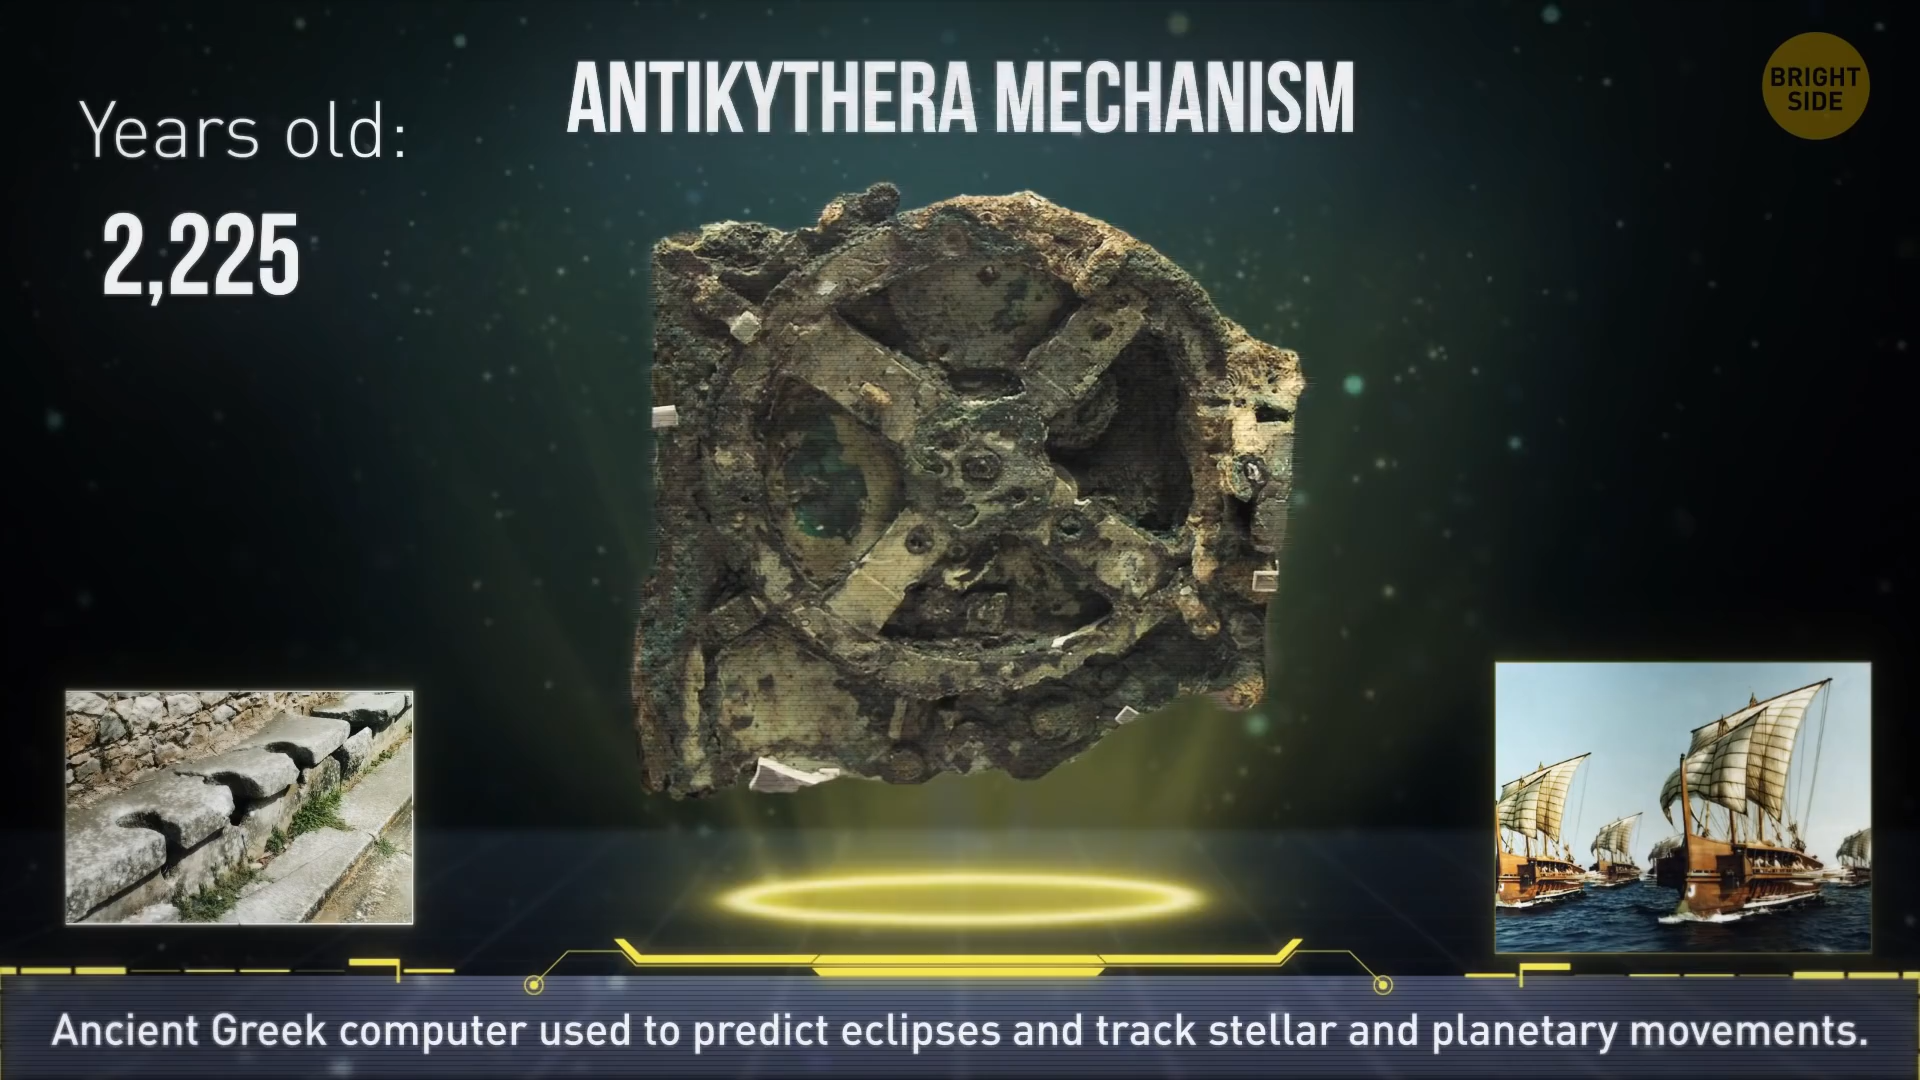 ANTIKYTHERA MECHANISM
BRIGHT
SIDE
Years old:
2,225
Ancient Greek computer used to predict eclipses and track stellar and planetary movements.